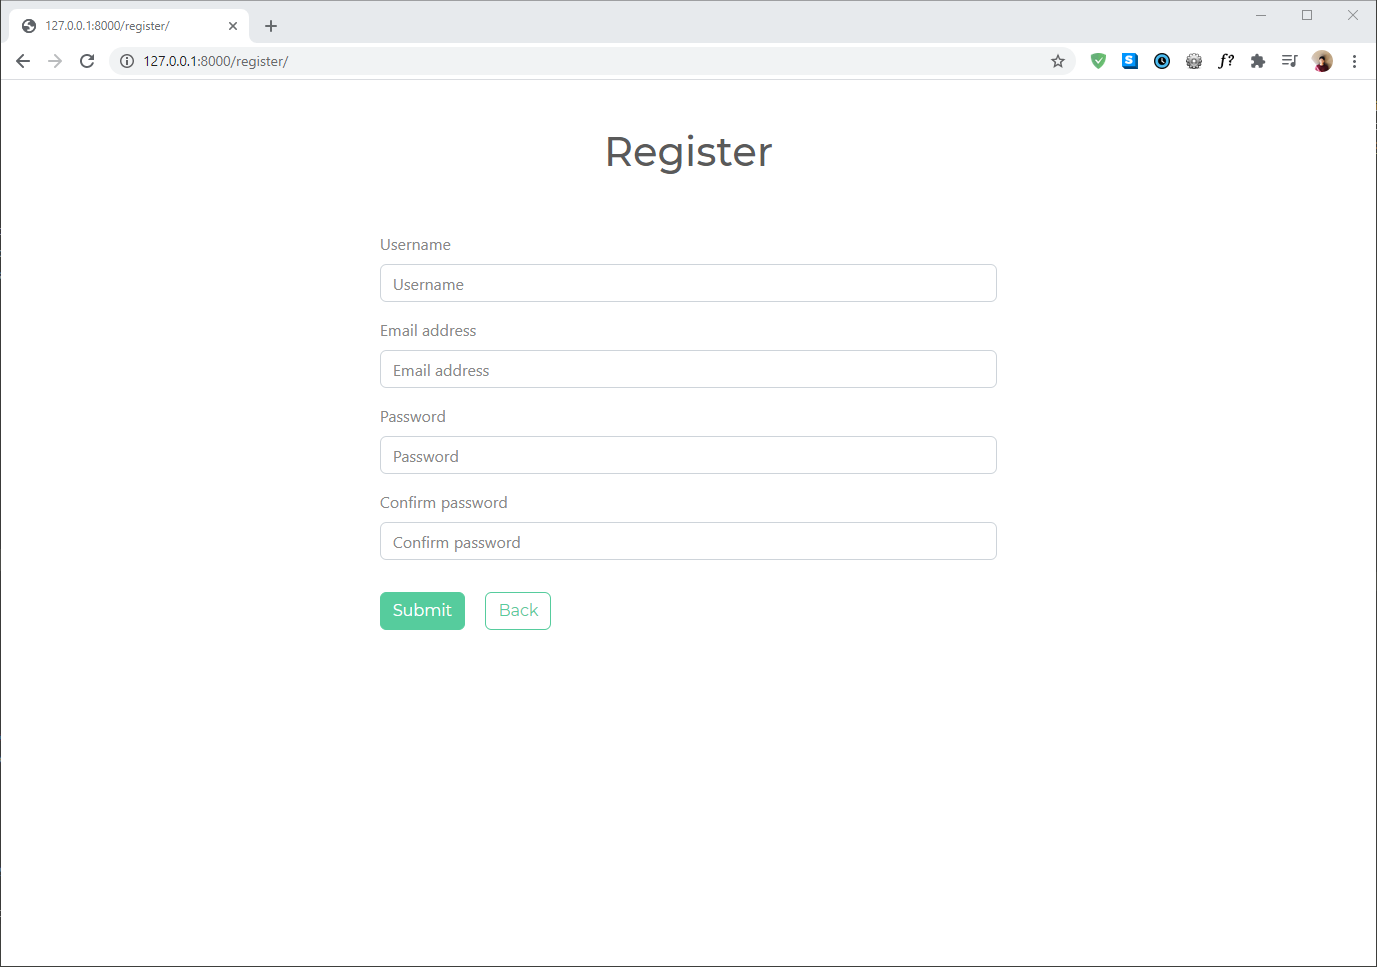 127.0.0.1:8000/register/
127.0.0.1:8000/register/
S
f?
Register
Username
Username
Email address
Email address
Password
Password
Confirm password
Confirm password
Submit Back